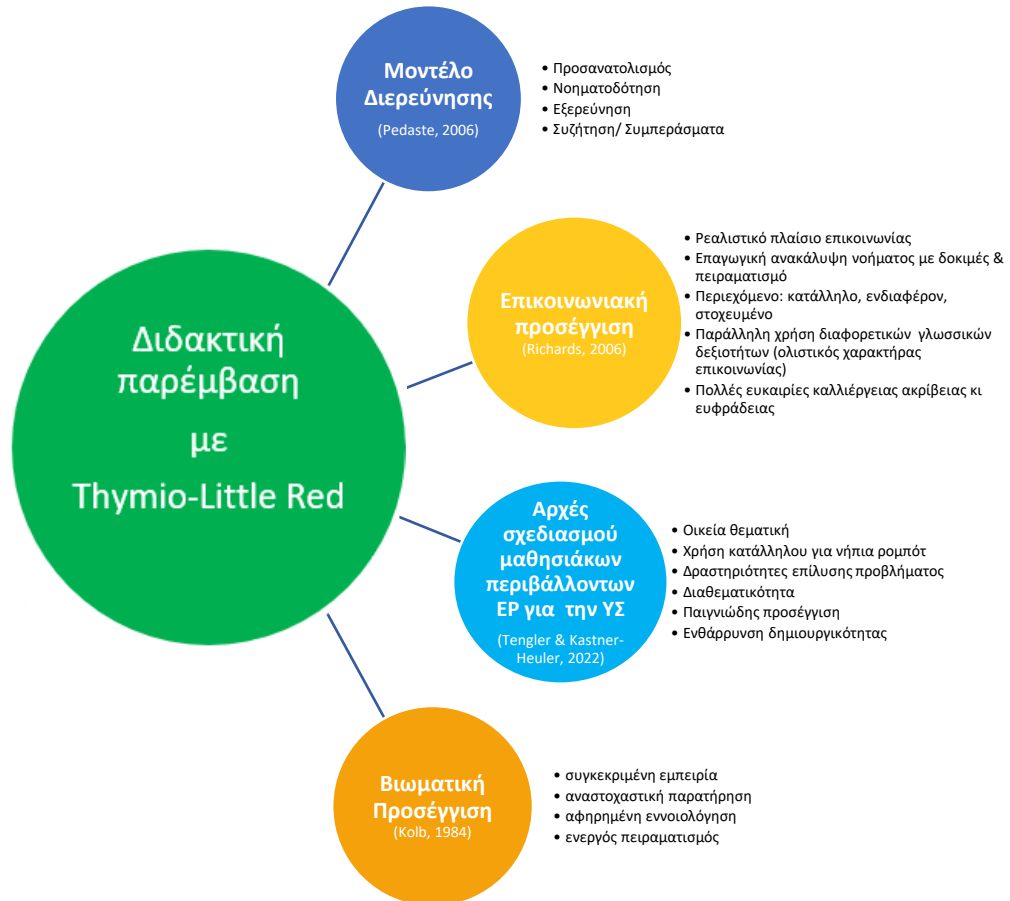 Μοντέλο
Διερεύνησης
(Pedaste, 2006)
• Προσανατολισμός
• Νοηματοδότηση
• Εξερεύνηση
• Συζήτηση/ Συμπεράσματα
Επικοινωνιακή
προσέγγιση
(Richards, 2006)
• Ρεαλιστικό πλαίσιο επικοινωνίας
• Επαγωγική ανακάλυψη νοήματος με δοκιμές &
πειραματισμό
• Περιεχόμενο: κατάλληλο, ενδιαφέρον,
στοχευμένο
• Παράλληλη χρήση διαφορετικών γλωσσικών
δεξιοτήτων (ολιστικός χαρακτήρας
επικοινωνίας)
• Πολλές ευκαιρίες καλλιέργειας ακρίβειας κι
ευφράδειας
Διδακτική
παρέμβαση
με
Thymio-Little Red
Αρχές
σχεδιασμού
μαθησιάκων
περιβάλλοντων
ΕΡ για την ΥΣ
(Tengler & Kastner-
Heuler, 2022)
• Οικεία θεματική
• Χρήση κατάλληλου για νήπια ρομπότ
• Δραστηριότητες επίλυσης προβλήματος
• Διαθεματικότητα
• Παιγνιώδης προσέγγιση
• Ενθάρρυνση δημιουργικότητας
Βιωματική
Προσέγγιση
(Kolb, 1984)
• συγκεκριμένη εμπειρία
• αναστοχαστική παρατήρηση
• αφηρημένη εννοιολόγηση
• ενεργός πειραματισμός